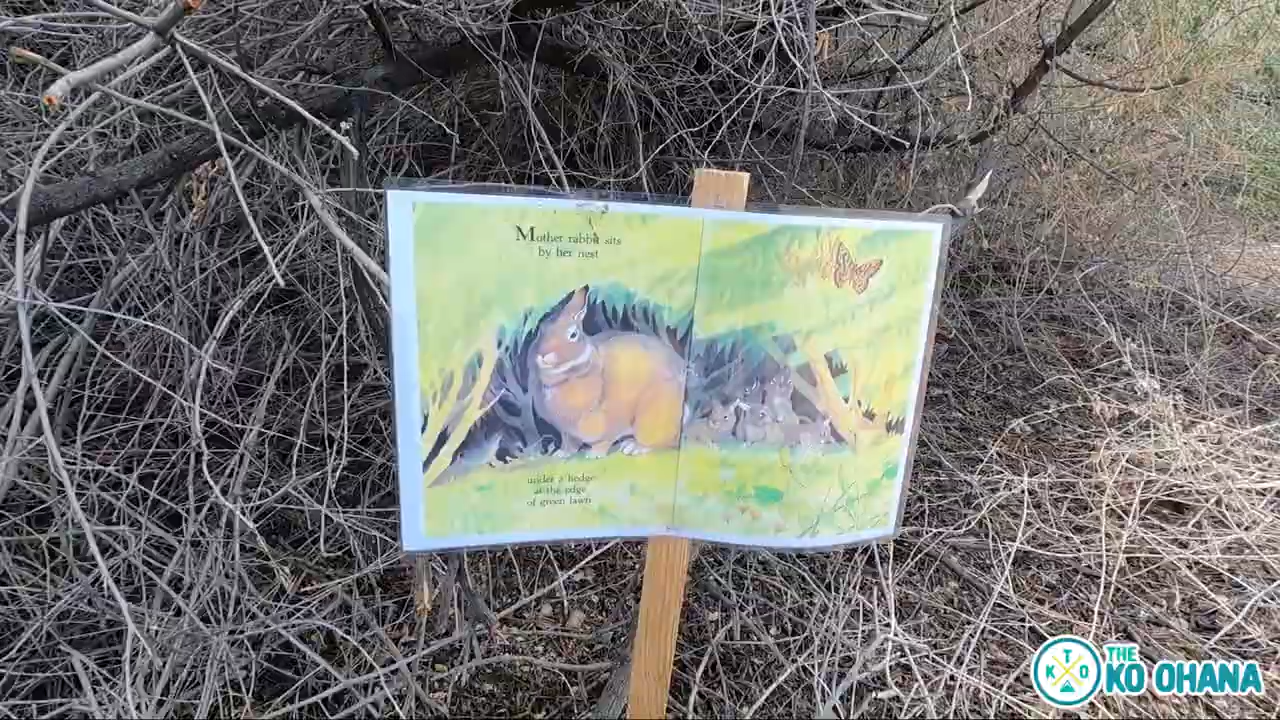 Mother rabbit sits
by her nest
under a hedge
at the edge
of green lawn
K T O
THE
KO OHANA